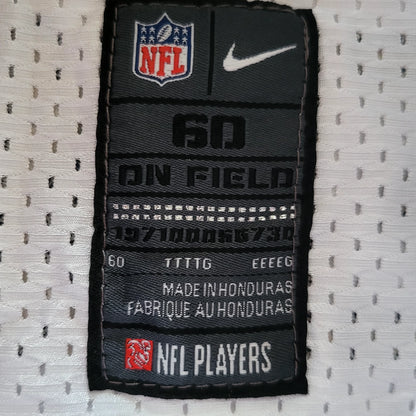 NFL
60
ON FIELD
60 TTTTG EEEEG
MADE IN HONDURAS
FABRIQUE AU HONDURAS
NFL PLAYERS